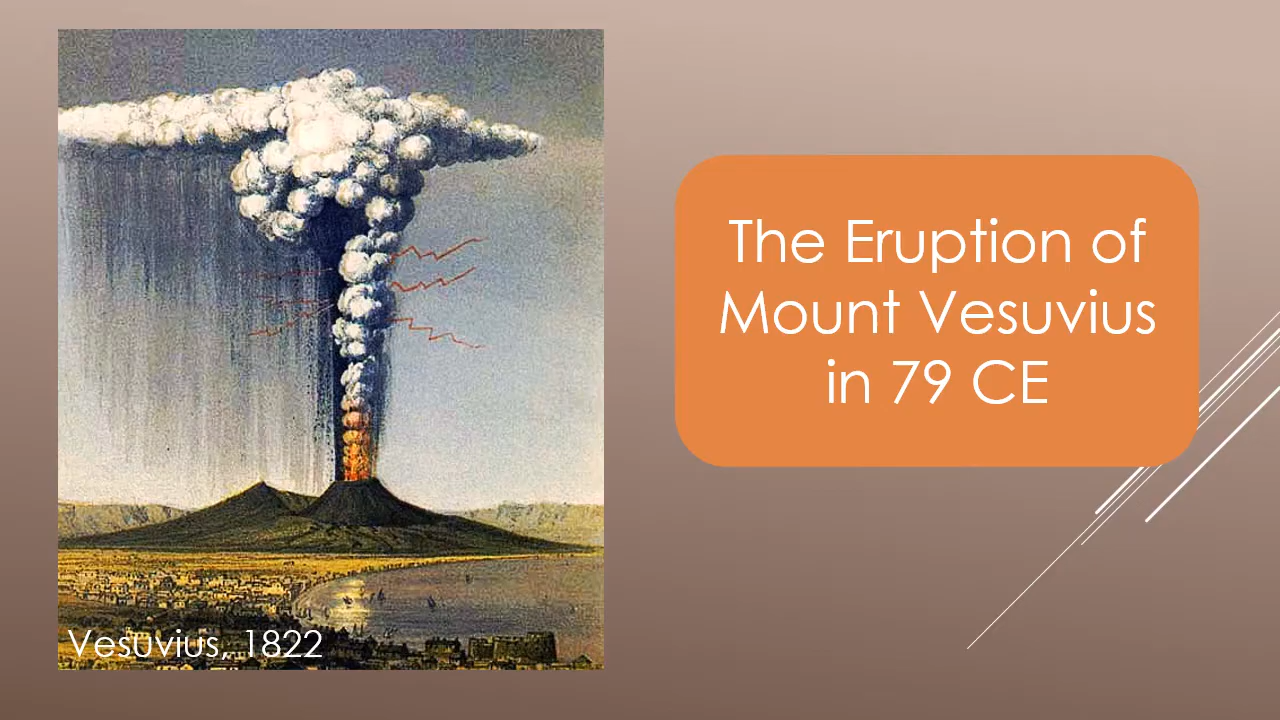 The Eruption of
Mount Vesuvius
in 79 CE
Vesuvius, 1822